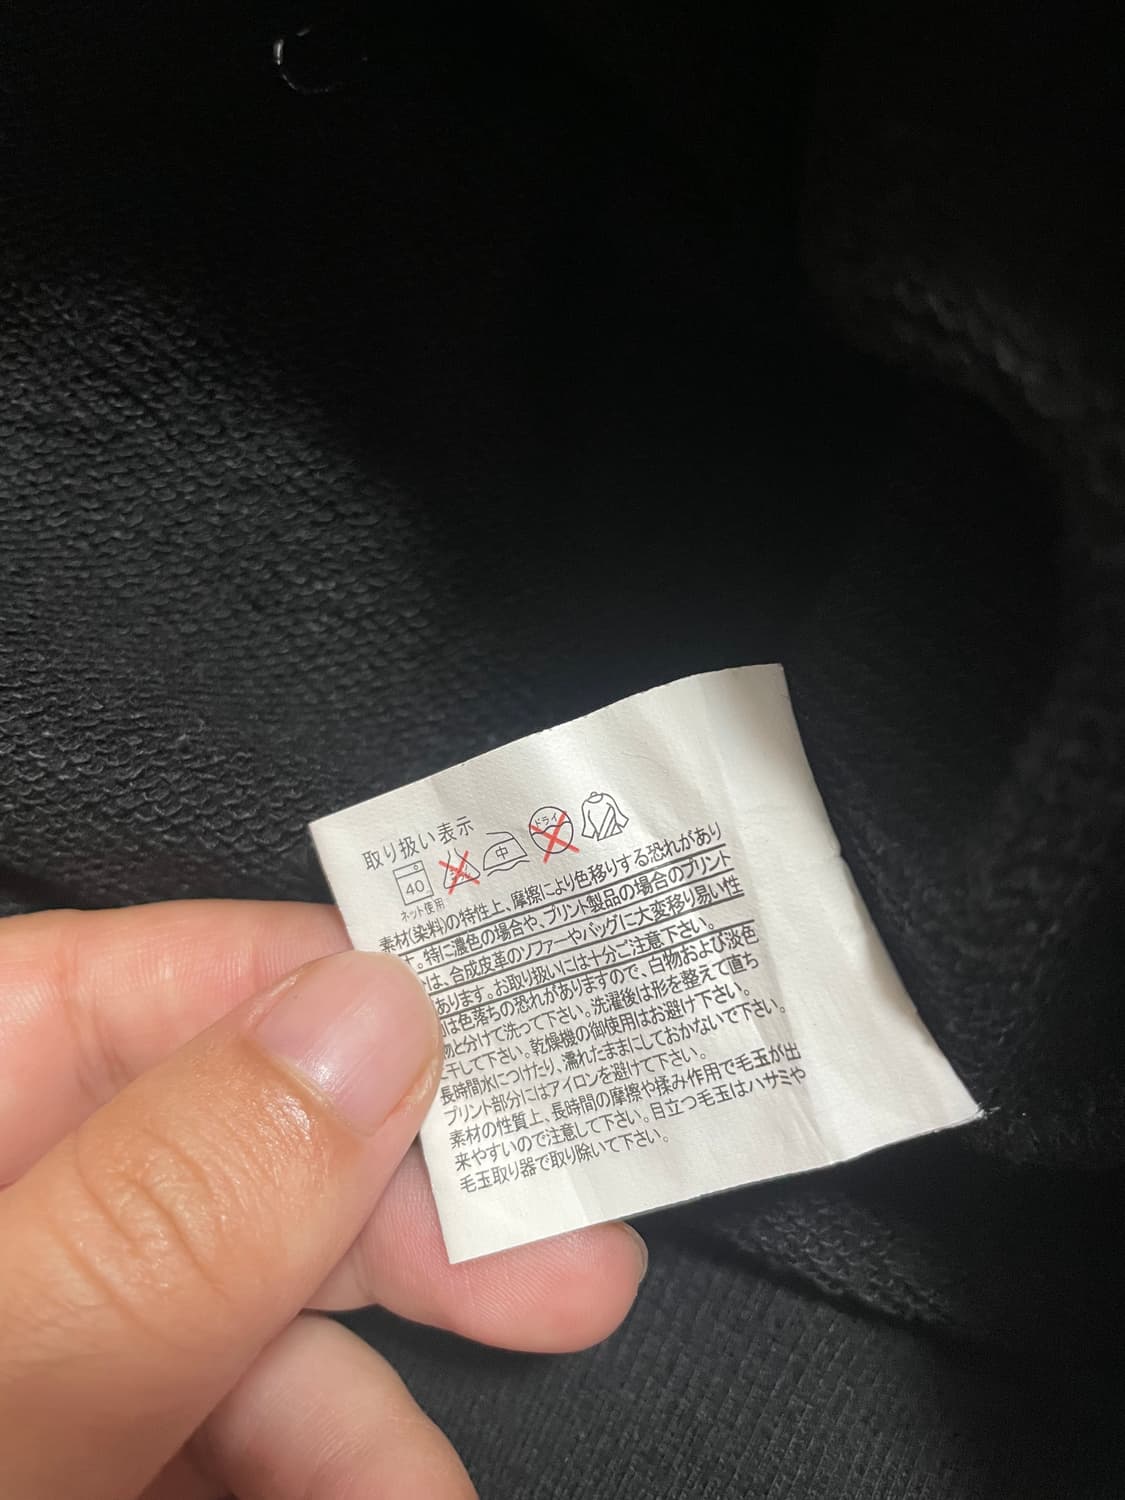 取り扱い表示
40
中
ドライ
ネット使用
素材(染料)の特性上、摩擦により色移りする恐れがあり
す。特に濃色の場合や、プリント製品の場合のプリント
は、合成皮革のソファーやバッグに大変移り易い性
あります。お取り扱いには十分ご注意下さい。
は色落ちの恐れがありますので、白物および淡色
物と分けて洗って下さい。洗濯後は形を整えて直ち
干して下さい。乾燥機の御使用はお避け下さい。
長時間水につけたり、濡れたままにしておかないで下さい。
プリント部分にはアイロンを避けて下さい。
素材の性質上、長時間の摩擦や揉み作用で毛玉が出
来やすいので注意して下さい。目立つ毛玉はハサミや
毛玉取り器で取り除いて下さい。